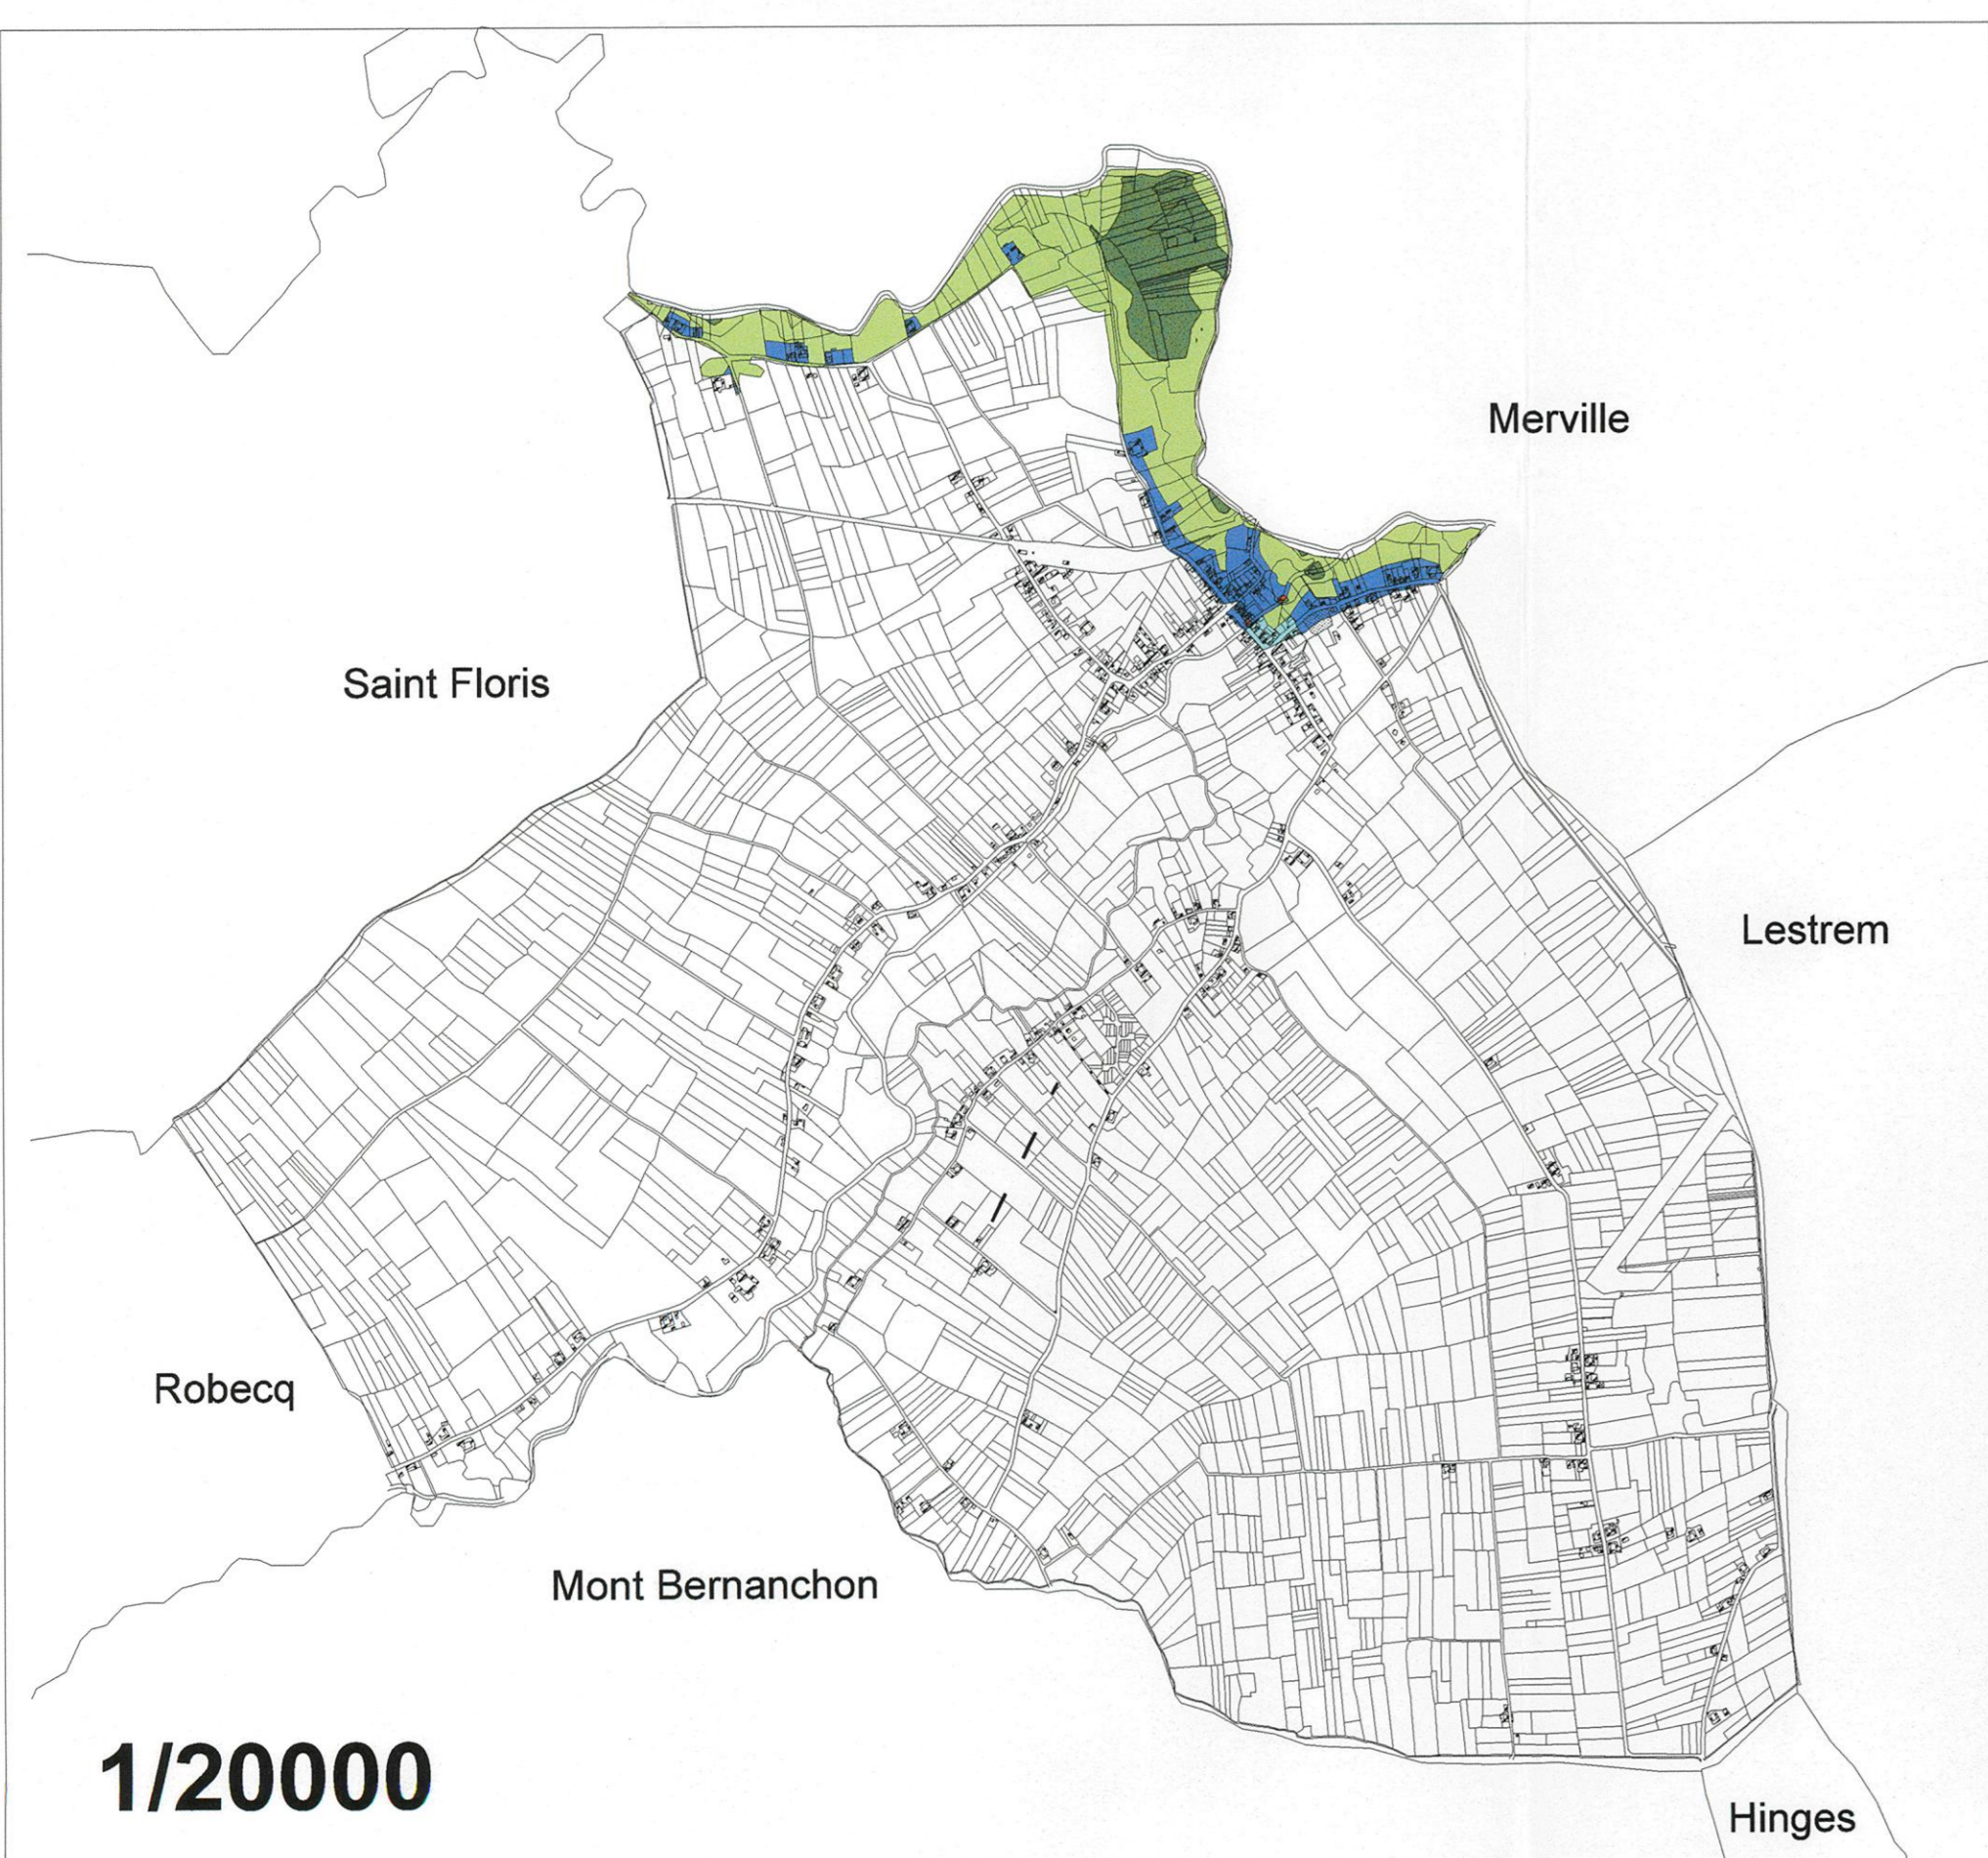 Merville
Saint Floris
Lestrem
Robecq
Mont Bernanchon
1/20000
Hinges